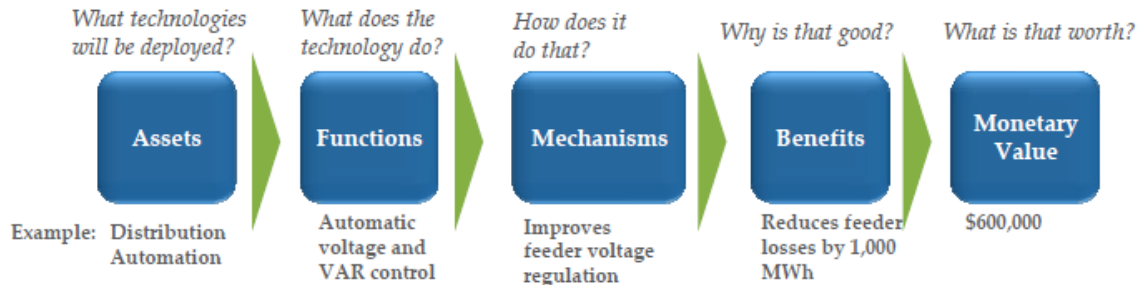 What technologies
will be deployed?
What does the
technology do?
How does it
do that?
Why is that good?
What is that worth?
Assets
Functions
Mechanisms
Benefits
Monetary
Value
Example:
Distribution
Automation
Automatic
voltage and
VAR control
Improves
feeder voltage
regulation
Reduces feeder
losses by 1,000
MWh
$600,000